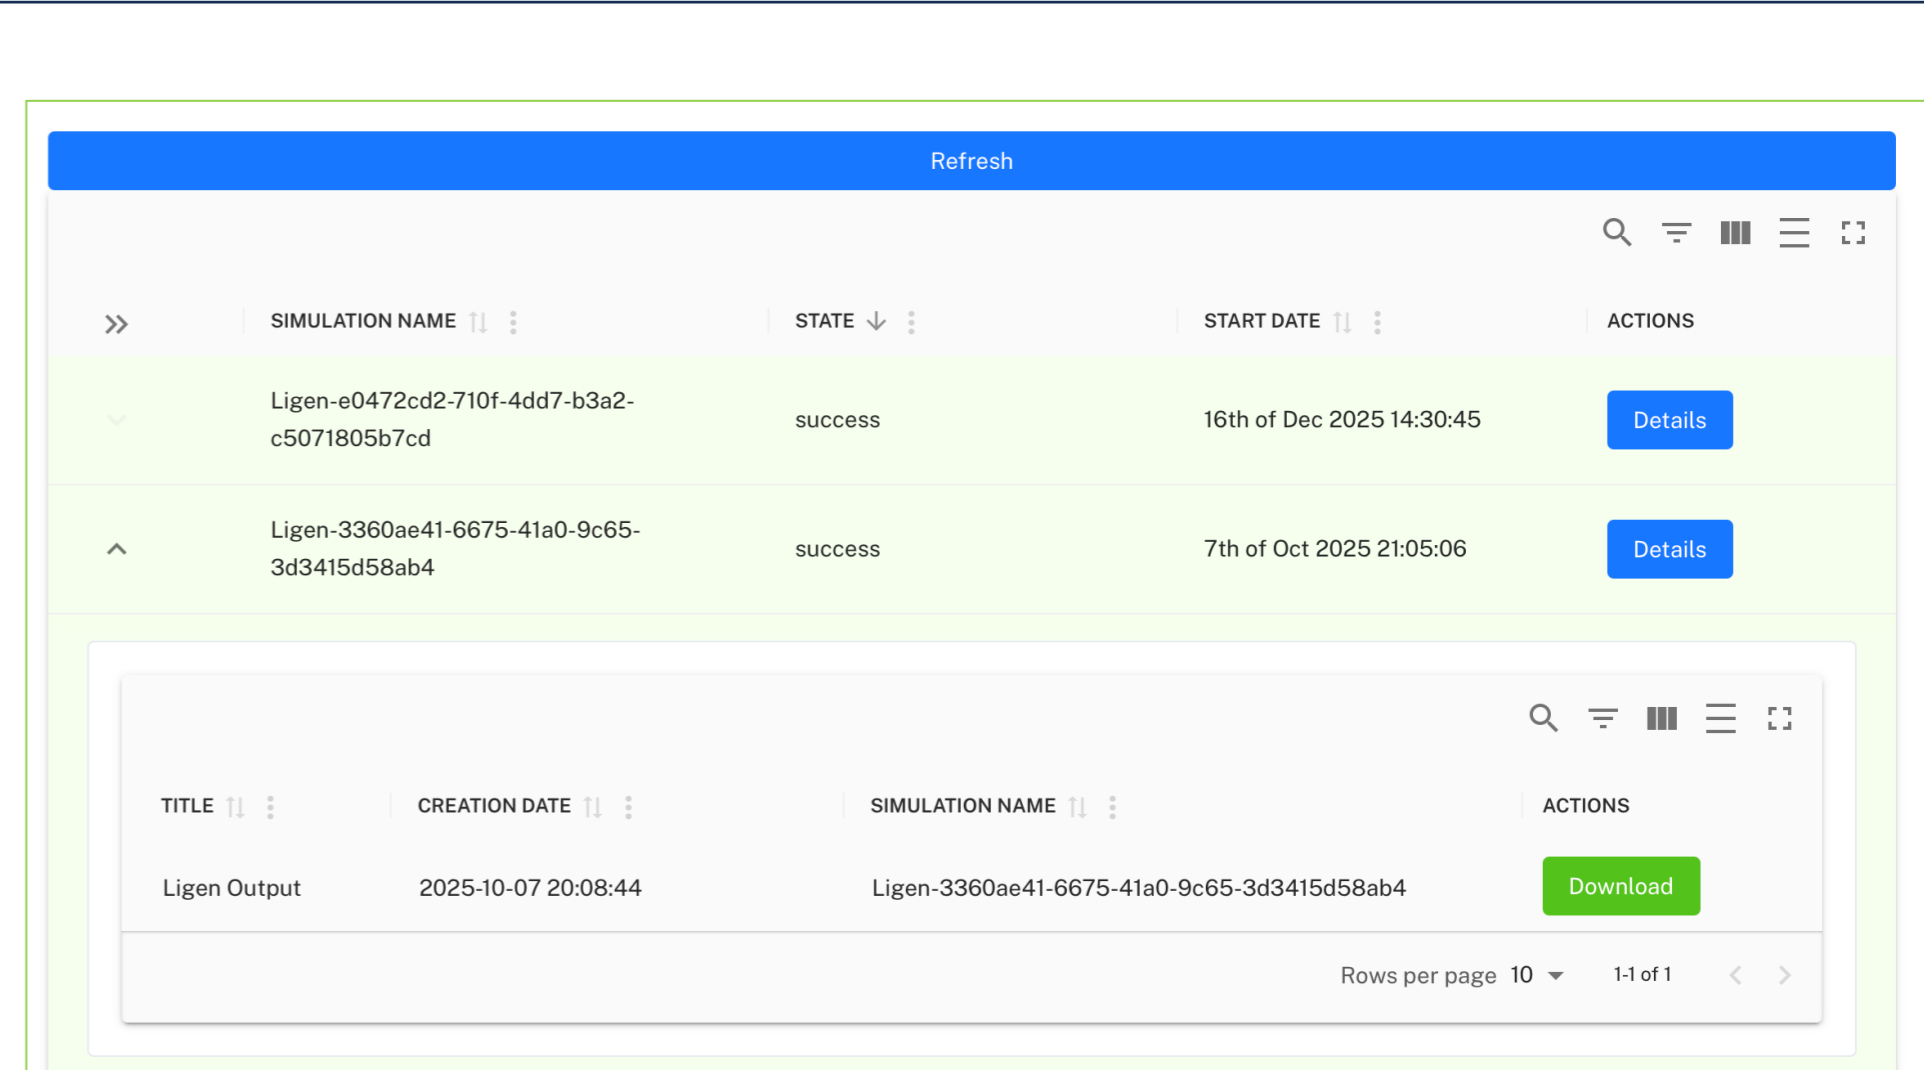 Refresh
SIMULATION NAME STATE START DATE ACTIONS
Ligen-e0472cd2-710f-4dd7-b3a2-
c5071805b7cd
success 16th of Dec 2025 14:30:45 Details
Ligen-3360ae41-6675-41a0-9c65-
3d3415d58ab4
success 7th of Oct 2025 21:05:06 Details
TITLE CREATION DATE SIMULATION NAME ACTIONS
Ligen Output 2025-10-07 20:08:44 Ligen-3360ae41-6675-41a0-9c65-3d3415d58ab4 Download
Rows per page 10 1-1 of 1